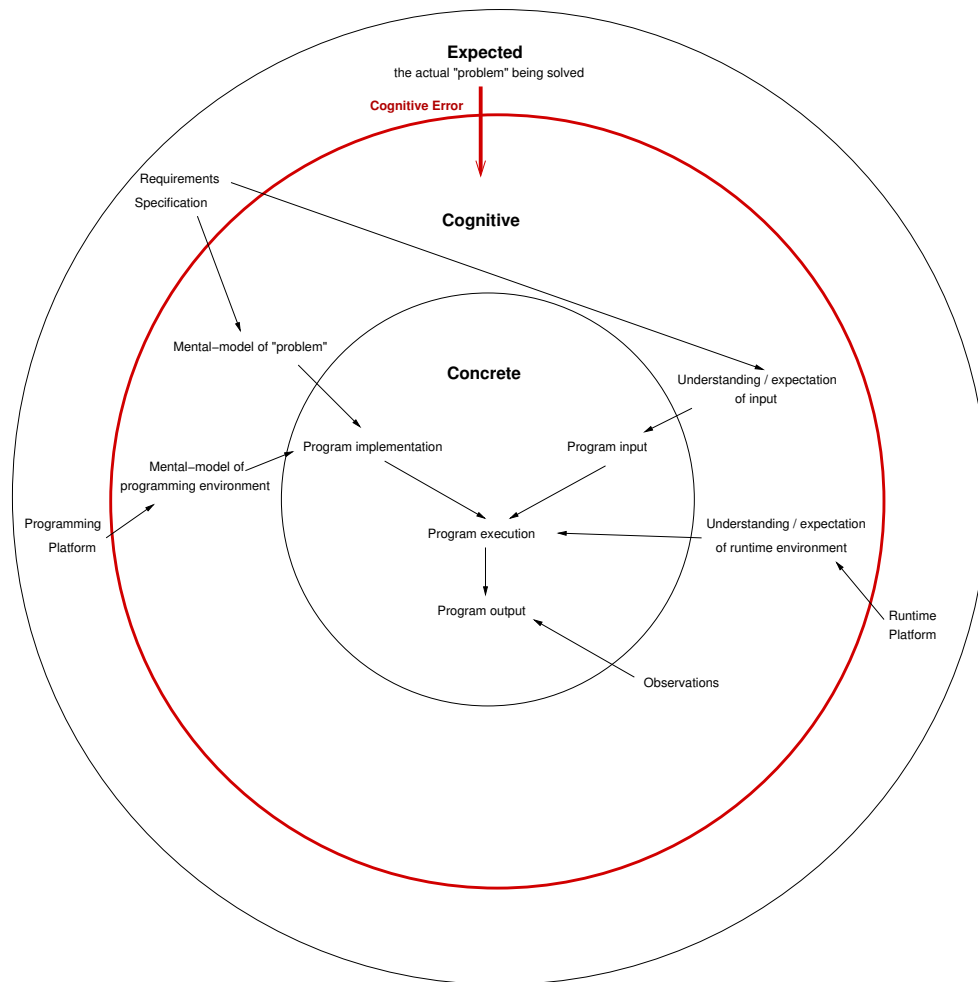 Expected
the actual "problem" being solved
Cognitive Error
Requirements
Specification
Cognitive
Mental−model of "problem"
Concrete
Understanding / expectation
of input
Program implementation
Program input
Mental−model of
programming environment
Programming
Platform
Program execution
Understanding / expectation
of runtime environment
Program output
Runtime
Platform
Observations